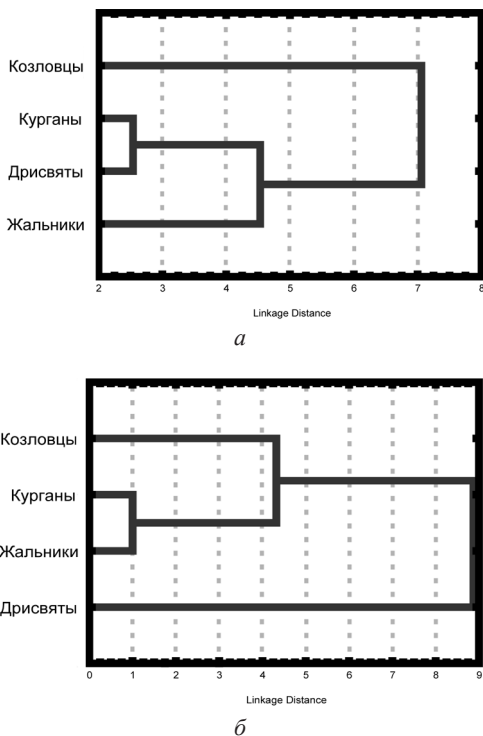 Козловцы
Курганы
Дрисвяты
Жальники
2 3 4 5 6 7 8
Linkage Distance
а
Козловцы
Курганы
Жальники
Дрисвяты
0 1 2 3 4 5 6 7 8 9
Linkage Distance
б